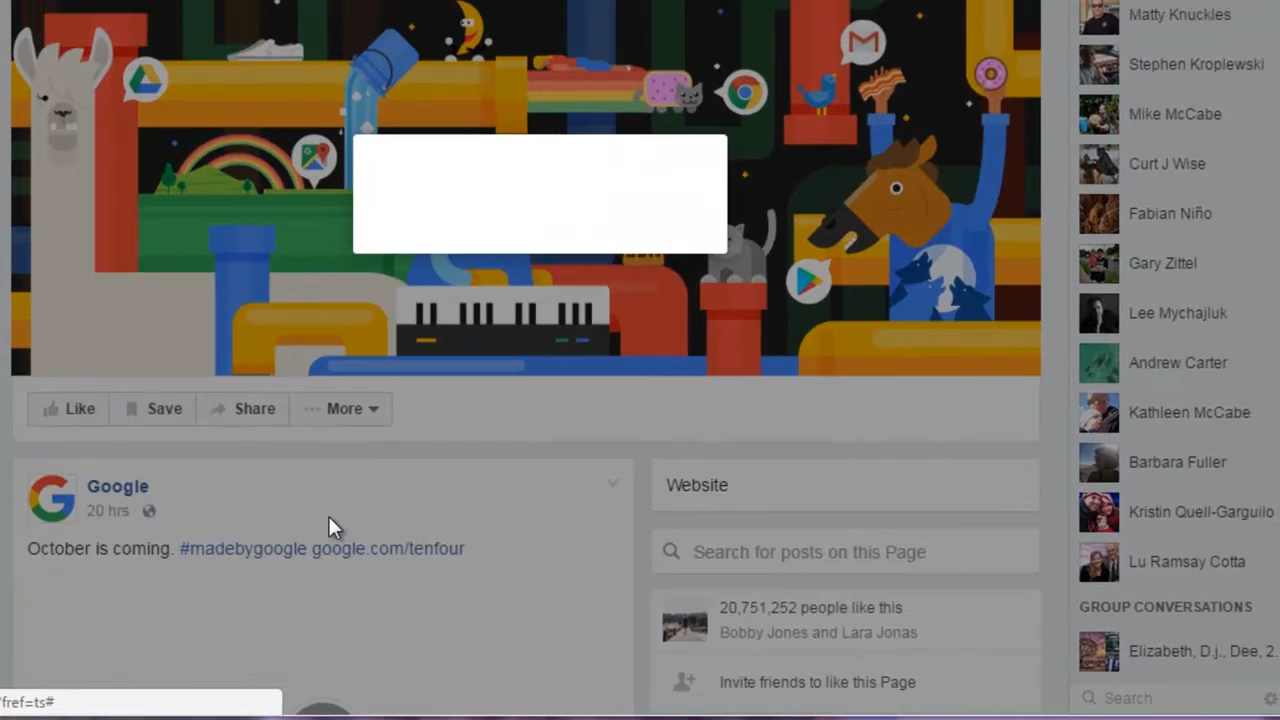 Matty Knuckles
Stephen Kroplewski
Mike McCabe
Curt J Wise
Fabian Niño
Gary Zittel
Lee Mychajluk
Andrew Carter
Kathleen McCabe
Barbara Fuller
Kristin Quell-Garguilo
Lu Ramsay Cotta
GROUP CONVERSATIONS
Elizabeth, D.j., Dee, 2...
Search
Like Save Share ··· More
Google
20 hrs ·
October is coming. #madebygoogle google.com/tenfour
Website
Search for posts on this Page
20,751,252 people like this
Bobby Jones and Lara Jonas
Invite friends to like this Page
?fref=ts#